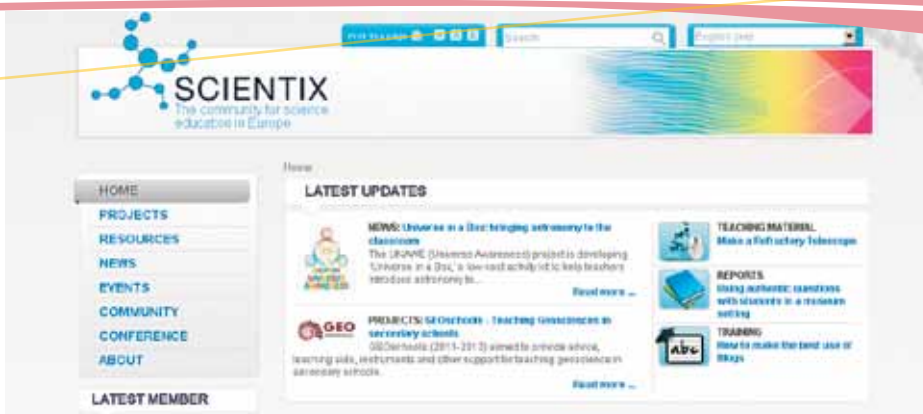 Search
English (en)
SCIENTIX
The community for science
education in Europe
Home
HOME
PROJECTS
RESOURCES
NEWS
EVENTS
COMMUNITY
CONFERENCE
ABOUT
LATEST MEMBER
LATEST UPDATES
NEWS: Universe in a Box: bringing astronomy to the
classroom
The UNAWE (Universe Awareness) project is developing
'Universe in a Box,' a low-cost activity kit to help teachers
introduce astronomy to...
Read more ...
GEO
PROJECTS: GEOschools - Teaching Geosciences in
secondary schools
GEOschools (2011-2013) aimed to provide advice,
teaching aids, instruments and other support for teaching geoscience in
secondary schools.
Read more ...
TEACHING MATERIAL
Make a Refractory Telescope
REPORTS
Using authentic questions
with students in a museum
setting
abc
TRAINING
How to make the best use of
Blogs